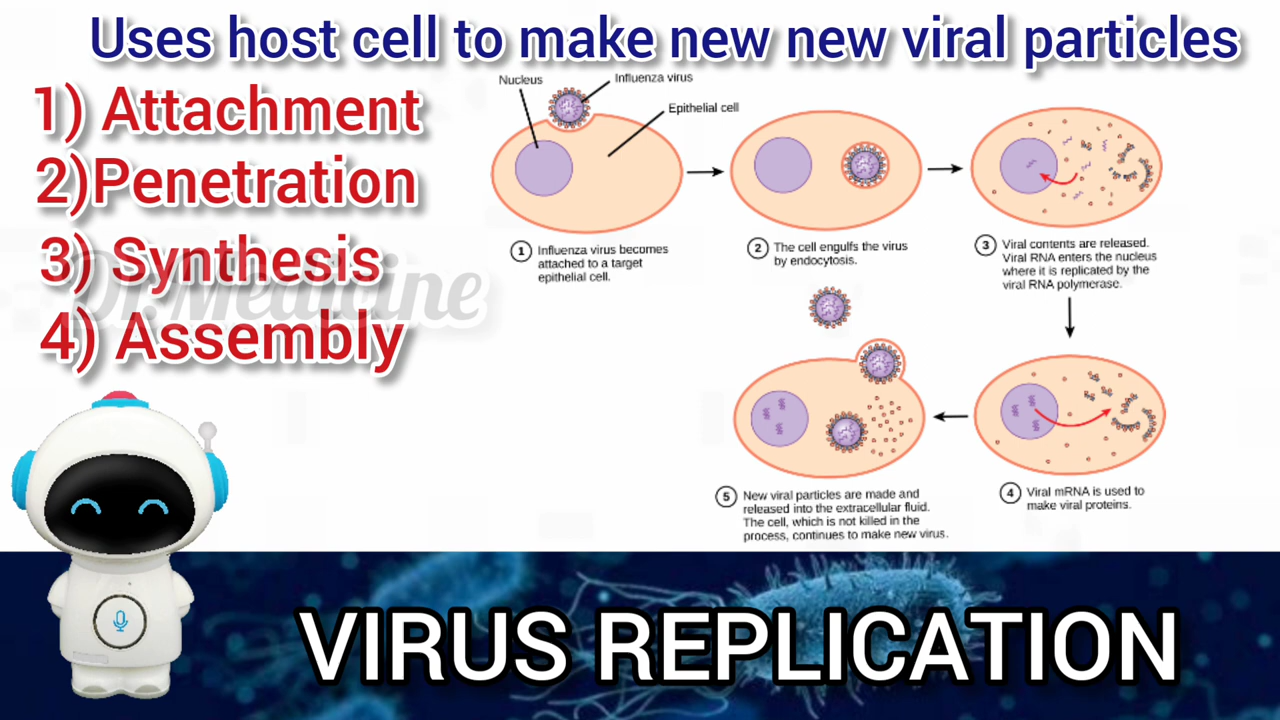 Uses host cell to make new new viral particles
1) Attachment
2)Penetration
3) Synthesis
4) Assembly
Dr.Medicine
Nucleus
Influenza virus
Epithelial cell
1 Influenza virus becomes
attached to a target
epithelial cell.
2 The cell engulfs the virus
by endocytosis.
3 Viral contents are released.
Viral RNA enters the nucleus
where it is replicated by the
viral RNA polymerase.
4 Viral mRNA is used to
make viral proteins.
5 New viral particles are made and
released into the extracellular fluid.
The cell, which is not killed in the
process, continues to make new virus.
VIRUS REPLICATION